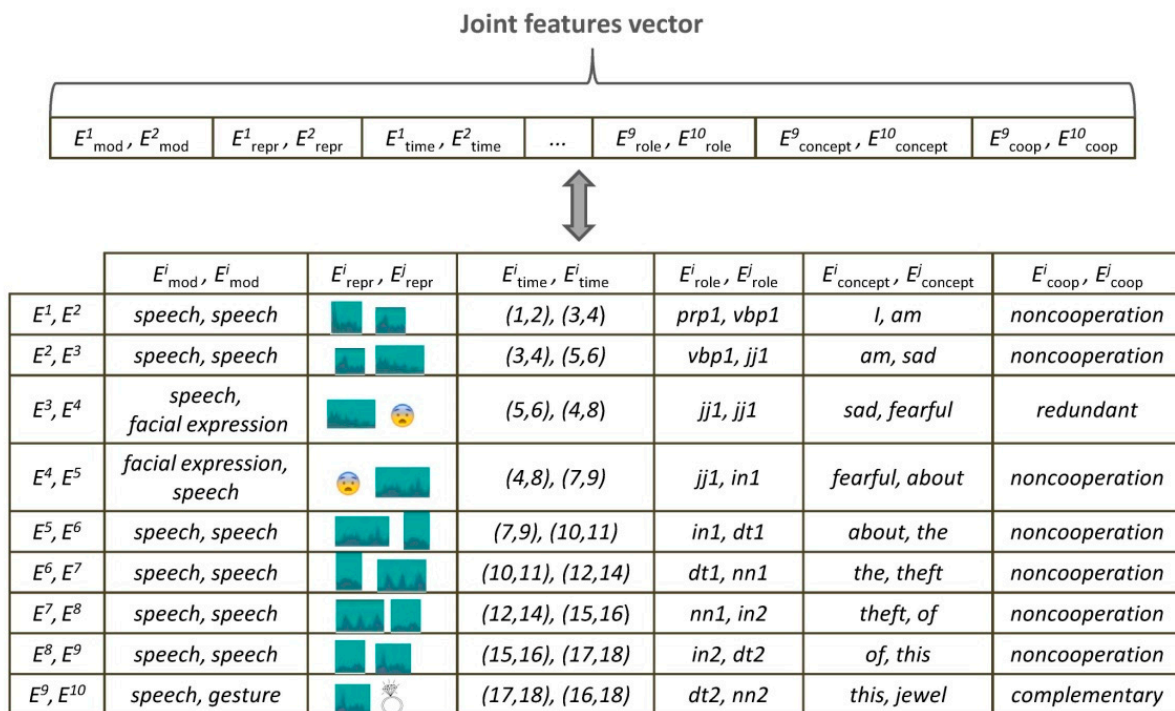 Joint features vector
E¹mod , E²mod | E¹repr , E²repr | E¹time , E²time | ... | E⁹role , E¹⁰role | E⁹concept , E¹⁰concept | E⁹coop , E¹⁰coop
Eⁱmod , Eⁱmod | Eⁱrepr , Eʲrepr | Eⁱtime , Eⁱtime | Eⁱrole , Eʲrole | Eⁱconcept , Eʲconcept | Eⁱcoop , Eʲcoop
E¹, E² | speech, speech | (1,2), (3,4) | prp1, vbp1 | I, am | noncooperation
E², E³ | speech, speech | (3,4), (5,6) | vbp1, jj1 | am, sad | noncooperation
E³, E⁴ | speech, facial expression | (5,6), (4,8) | jj1, jj1 | sad, fearful | redundant
E⁴, E⁵ | facial expression, speech | (4,8), (7,9) | jj1, in1 | fearful, about | noncooperation
E⁵, E⁶ | speech, speech | (7,9), (10,11) | in1, dt1 | about, the | noncooperation
E⁶, E⁷ | speech, speech | (10,11), (12,14) | dt1, nn1 | the, theft | noncooperation
E⁷, E⁸ | speech, speech | (12,14), (15,16) | nn1, in2 | theft, of | noncooperation
E⁸, E⁹ | speech, speech | (15,16), (17,18) | in2, dt2 | of, this | noncooperation
E⁹, E¹⁰ | speech, gesture | (17,18), (16,18) | dt2, nn2 | this, jewel | complementary